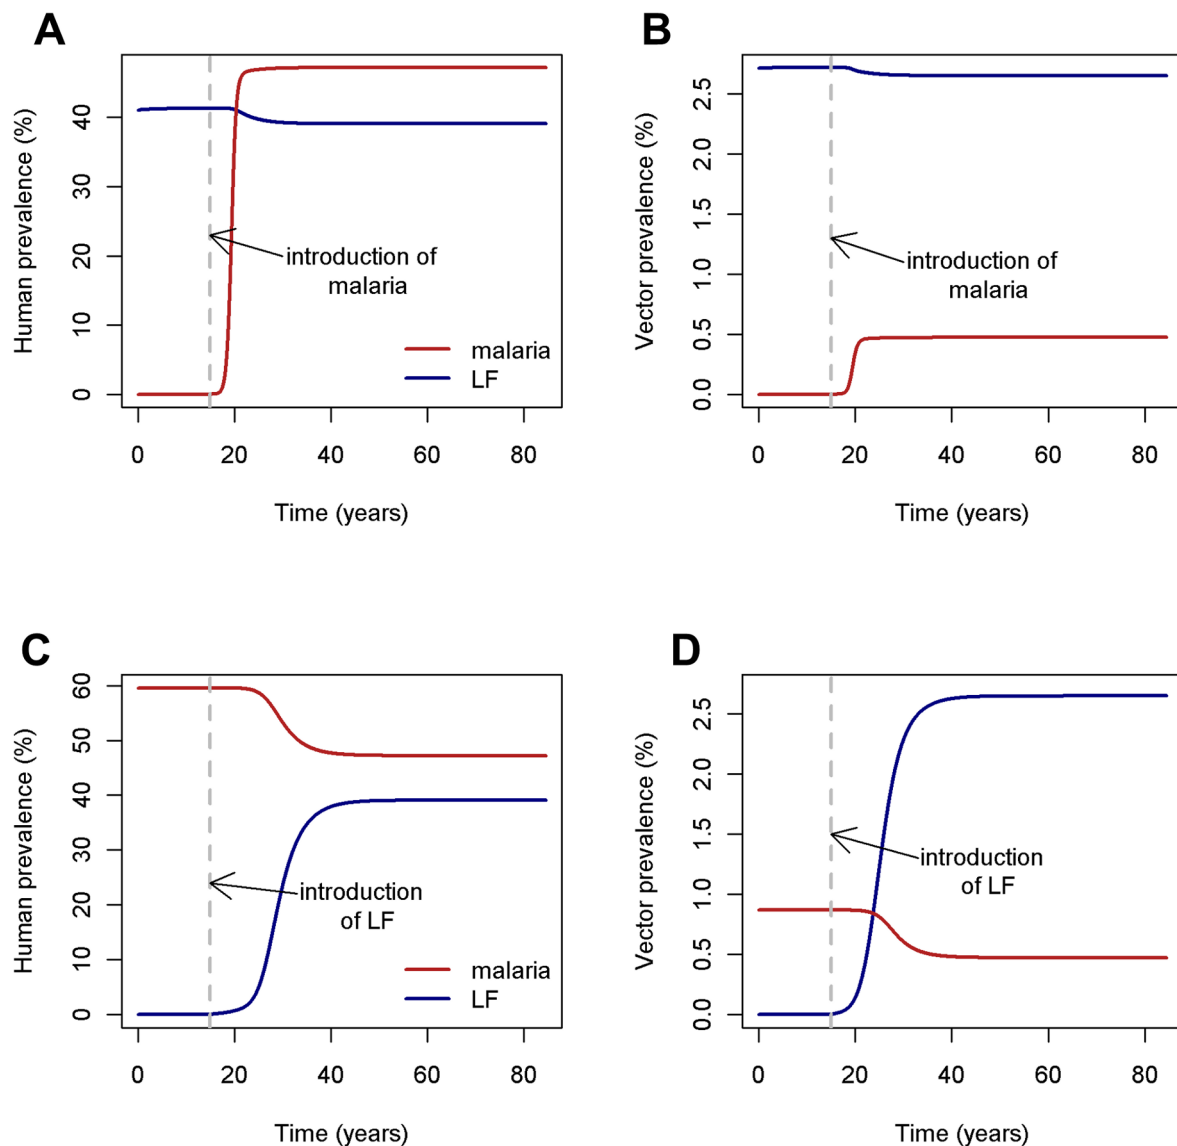 A
Human prevalence (%)
40
30
20
10
0
introduction of
malaria
malaria
LF
0 20 40 60 80
Time (years)
B
Vector prevalence (%)
2.5
2.0
1.5
1.0
0.5
0.0
introduction of
malaria
0 20 40 60 80
Time (years)
C
Human prevalence (%)
60
50
40
30
20
10
0
introduction
of LF
malaria
LF
0 20 40 60 80
Time (years)
D
Vector prevalence (%)
2.5
2.0
1.5
1.0
0.5
0.0
introduction
of LF
0 20 40 60 80
Time (years)